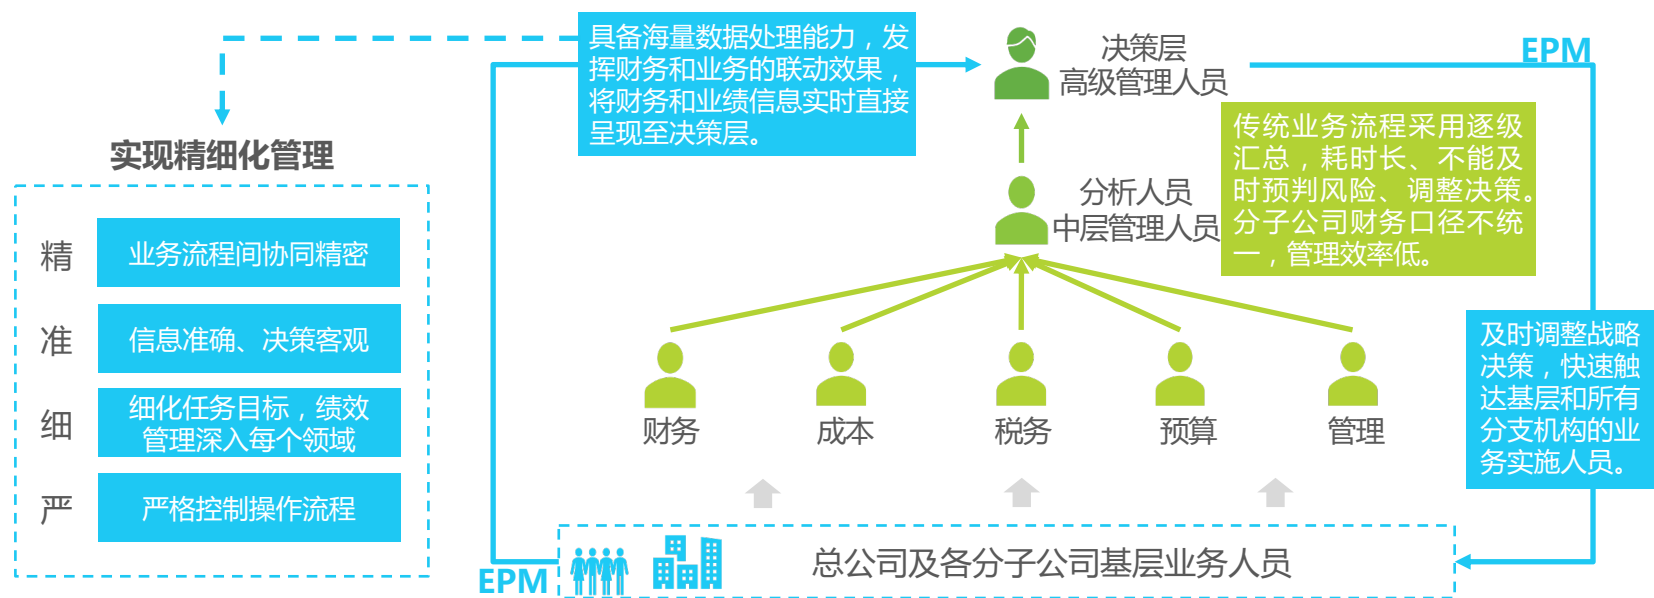 实现精细化管理
精
业务流程间协同精密
准
信息准确、决策客观
细
细化任务目标，绩效
管理深入每个领域
严
严格控制操作流程
具备海量数据处理能力，发
挥财务和业务的联动效果，
将财务和业绩信息实时直接
呈现至决策层。
决策层
高级管理人员
EPM
传统业务流程采用逐级
汇总，耗时长、不能及
时预判风险、调整决策。
分子公司财务口径不统
一，管理效率低。
分析人员
中层管理人员
及时调整战略
决策，快速触
达基层和所有
分支机构的业
务实施人员。
财务
成本
税务
预算
管理
EPM
总公司及各分子公司基层业务人员